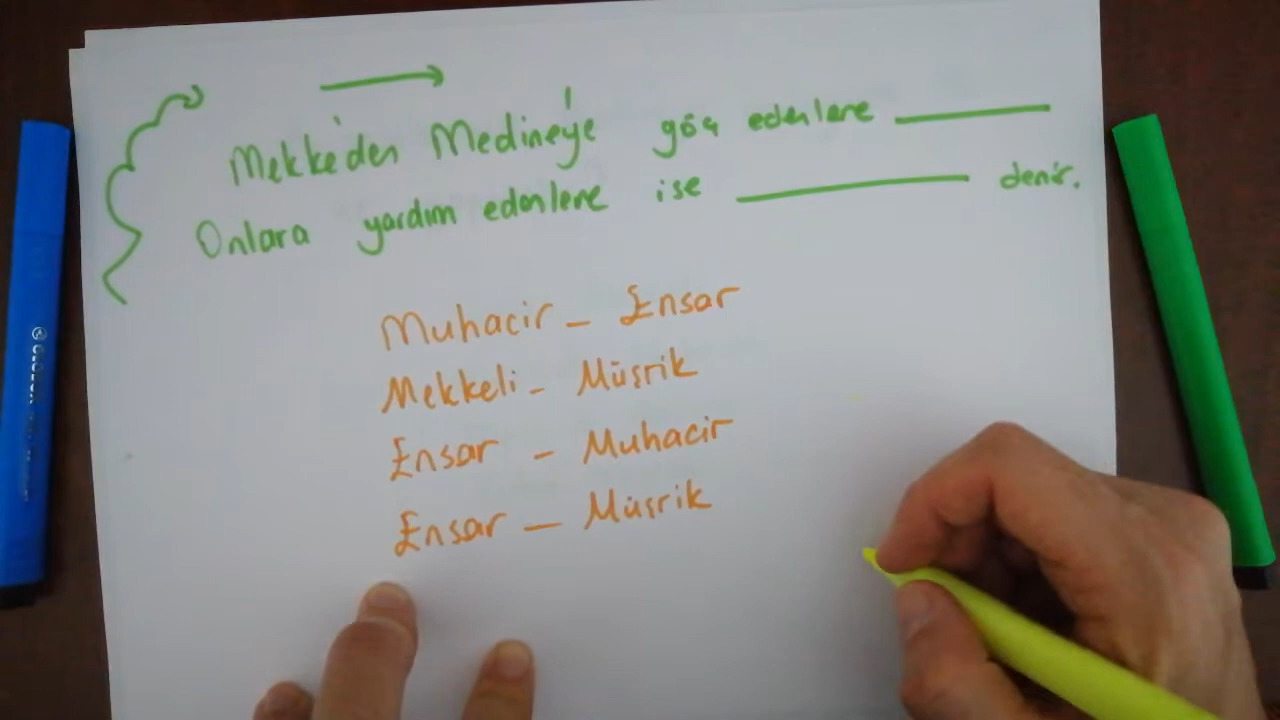 Mekke'den Medine'ye göç edenlere ______
Onlara yardım edenlere ise ______ denir.
Muhacir - Ensar
Mekkeli - Müşrik
Ensar - Muhacir
Ensar - Müşrik